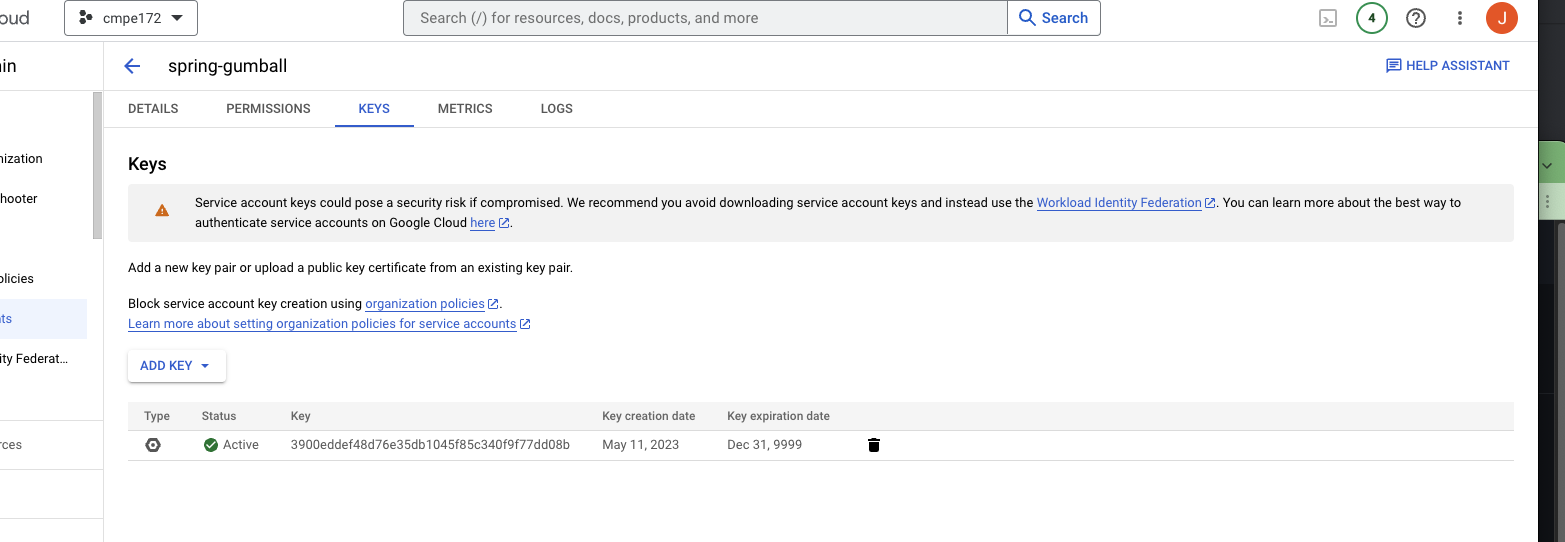 oud
cmpe172
Search (/) for resources, docs, products, and more
Search
4
J
in
spring-gumball
HELP ASSISTANT
DETAILS
PERMISSIONS
KEYS
METRICS
LOGS
nization
hooter
olicies
ts
ity Federat...
rces
Keys
Service account keys could pose a security risk if compromised. We recommend you avoid downloading service account keys and instead use the Workload Identity Federation. You can learn more about the best way to
authenticate service accounts on Google Cloud here.
Add a new key pair or upload a public key certificate from an existing key pair.
Block service account key creation using organization policies.
Learn more about setting organization policies for service accounts
ADD KEY
Type Status Key Key creation date Key expiration date
Active 3900eddef48d76e35db1045f85c340f9f77dd08b May 11, 2023 Dec 31, 9999